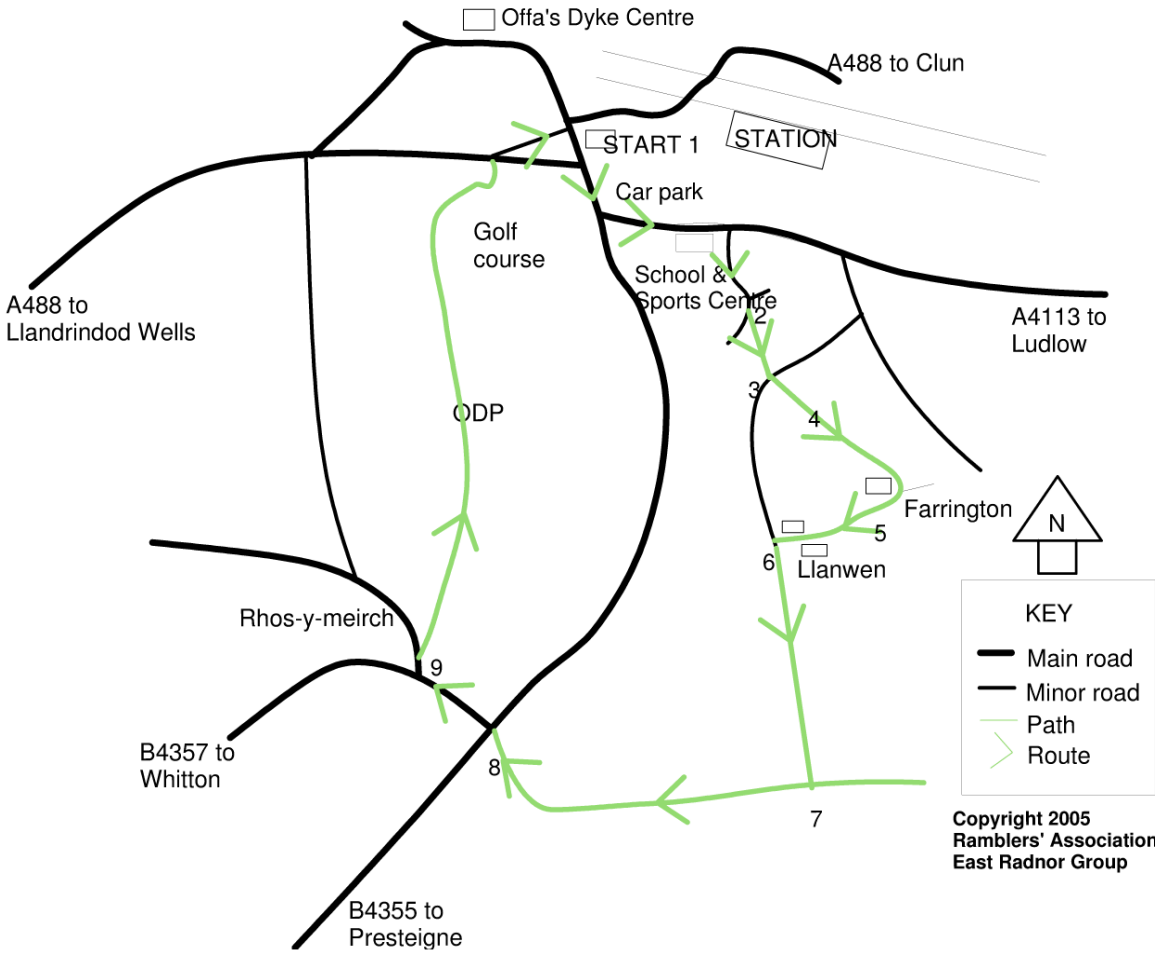 Offa's Dyke Centre
A488 to Clun
START 1
STATION
Car park
Golf
course
School &
Sports Centre
A488 to
Llandrindod Wells
A4113 to
Ludlow
2
3
4
ODP
Farrington
5
6
Llanwen
N
Rhos-y-meirch
9
B4357 to
Whitton
8
7
KEY
Main road
Minor road
Path
Route
Copyright 2005
Ramblers' Association
East Radnor Group
B4355 to
Presteigne